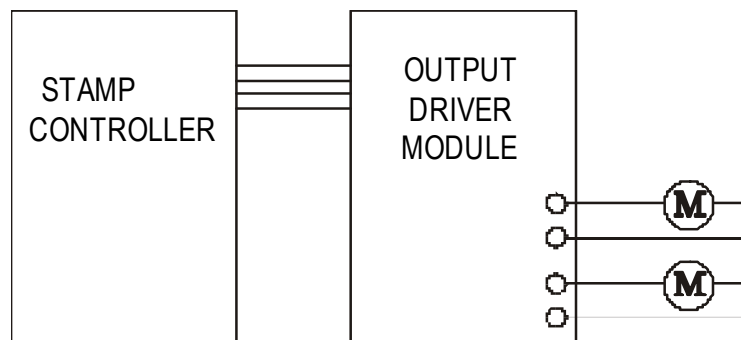 STAMP
CONTROLLER
OUTPUT
DRIVER
MODULE
M
M